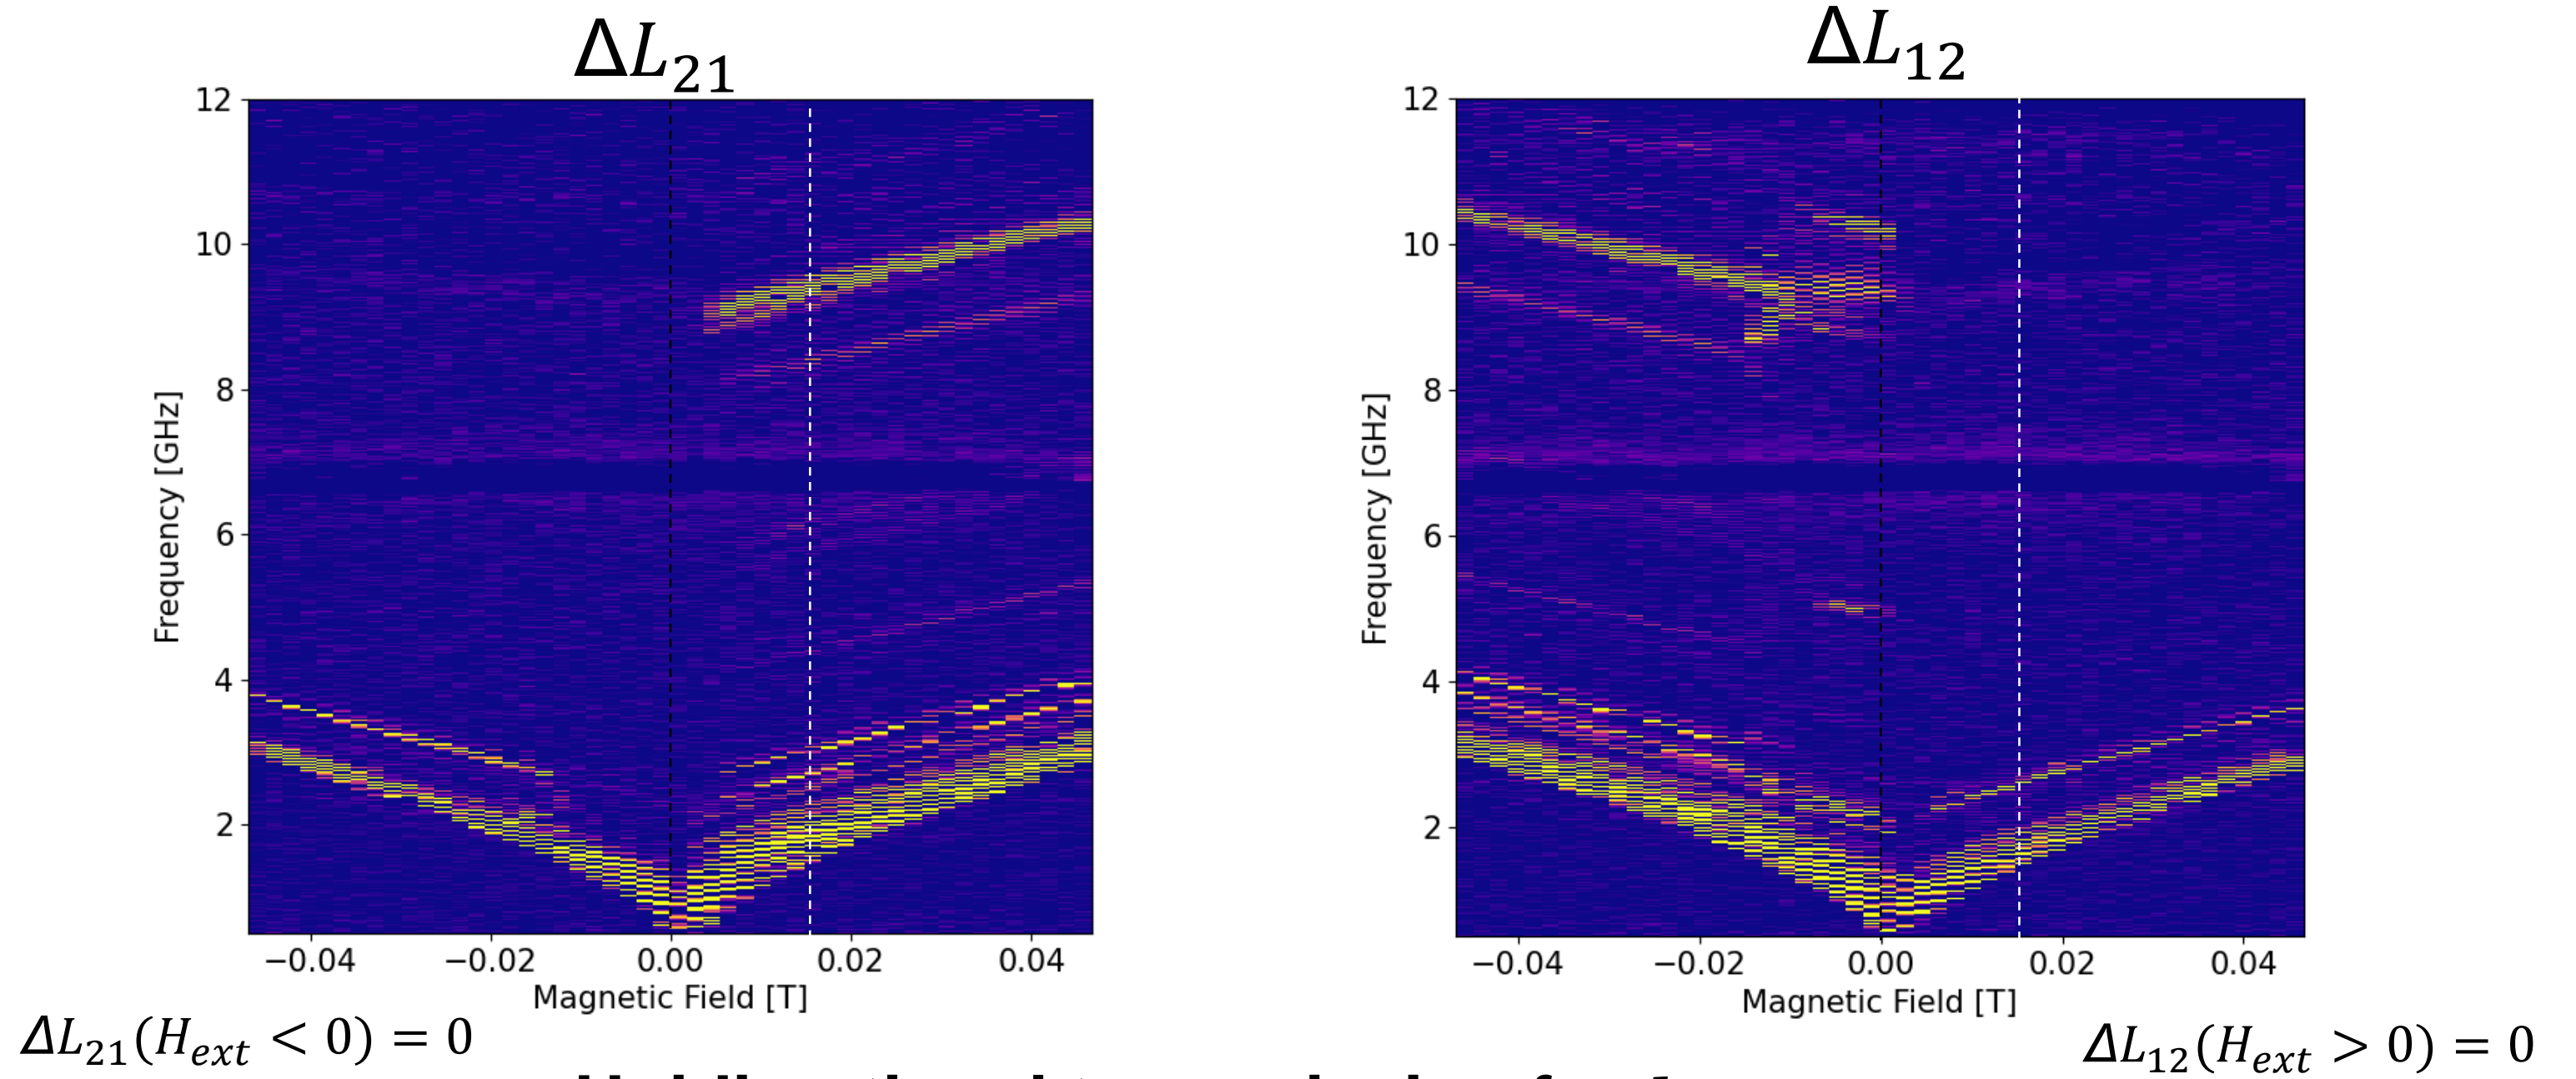 ΔL₂₁
ΔL₁₂
12
10
8
6
4
2
Frequency [GHz]
−0.04 −0.02 0.00 0.02 0.04
Magnetic Field [T]
12
10
8
6
4
2
Frequency [GHz]
−0.04 −0.02 0.00 0.02 0.04
Magnetic Field [T]
ΔL₂₁(Hₑₓₜ < 0) = 0
ΔL₁₂(Hₑₓₜ > 0) = 0